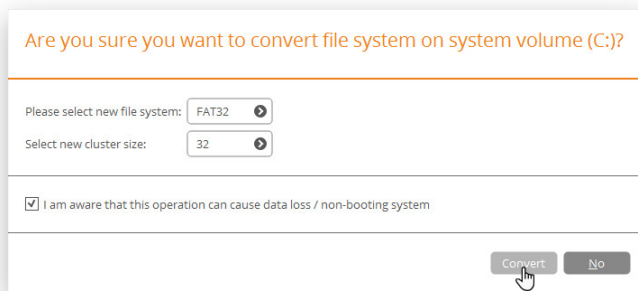 Are you sure you want to convert file system on system volume (C:)?
Please select new file system: FAT32
Select new cluster size: 32
I am aware that this operation can cause data loss / non-booting system
Convert No